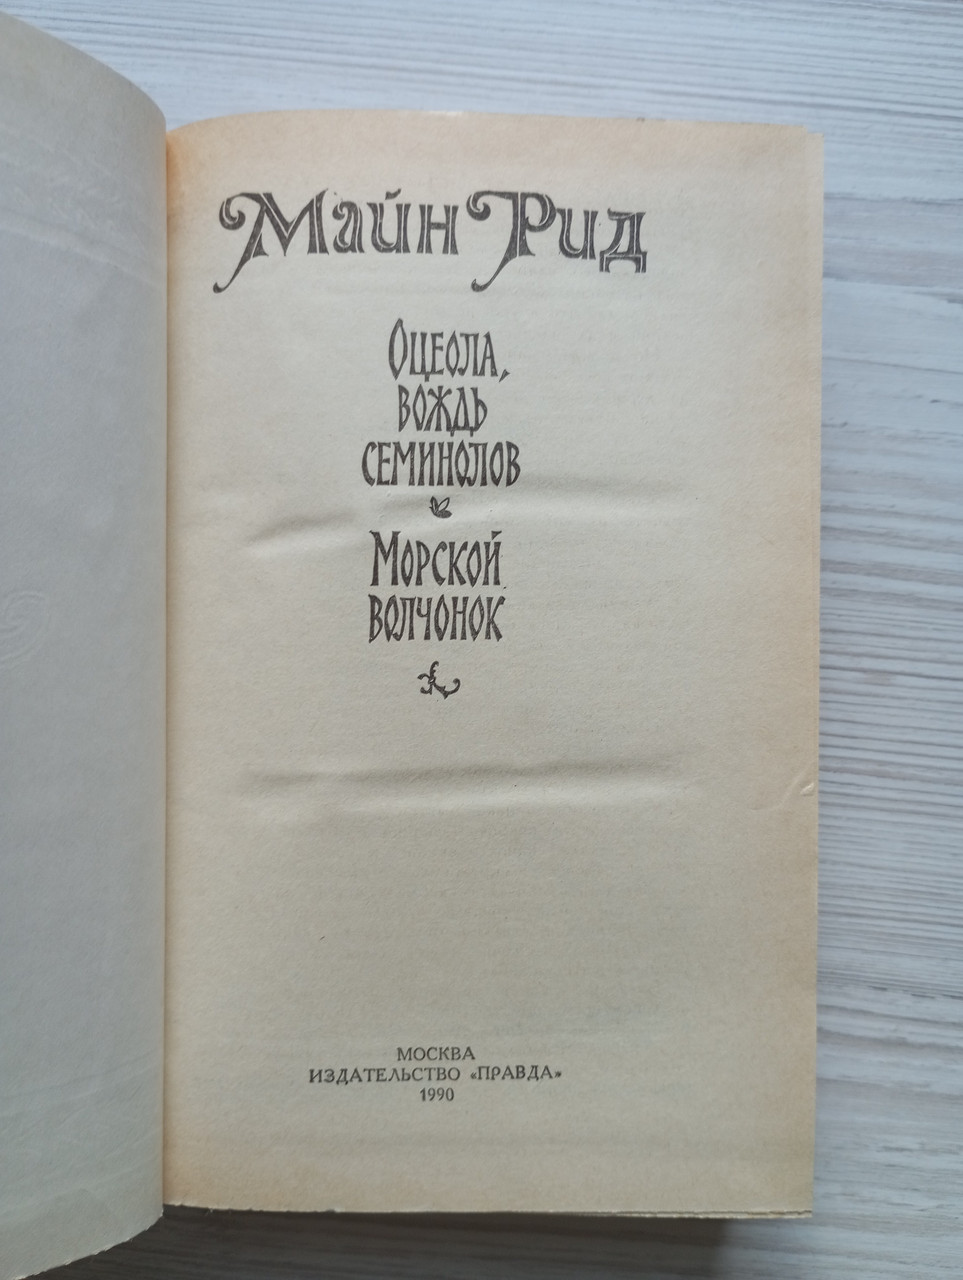 Майн Рид
Оцеола,
вождь
семинолов
Морской
волчонок
МОСКВА
ИЗДАТЕЛЬСТВО «ПРАВДА»
1990